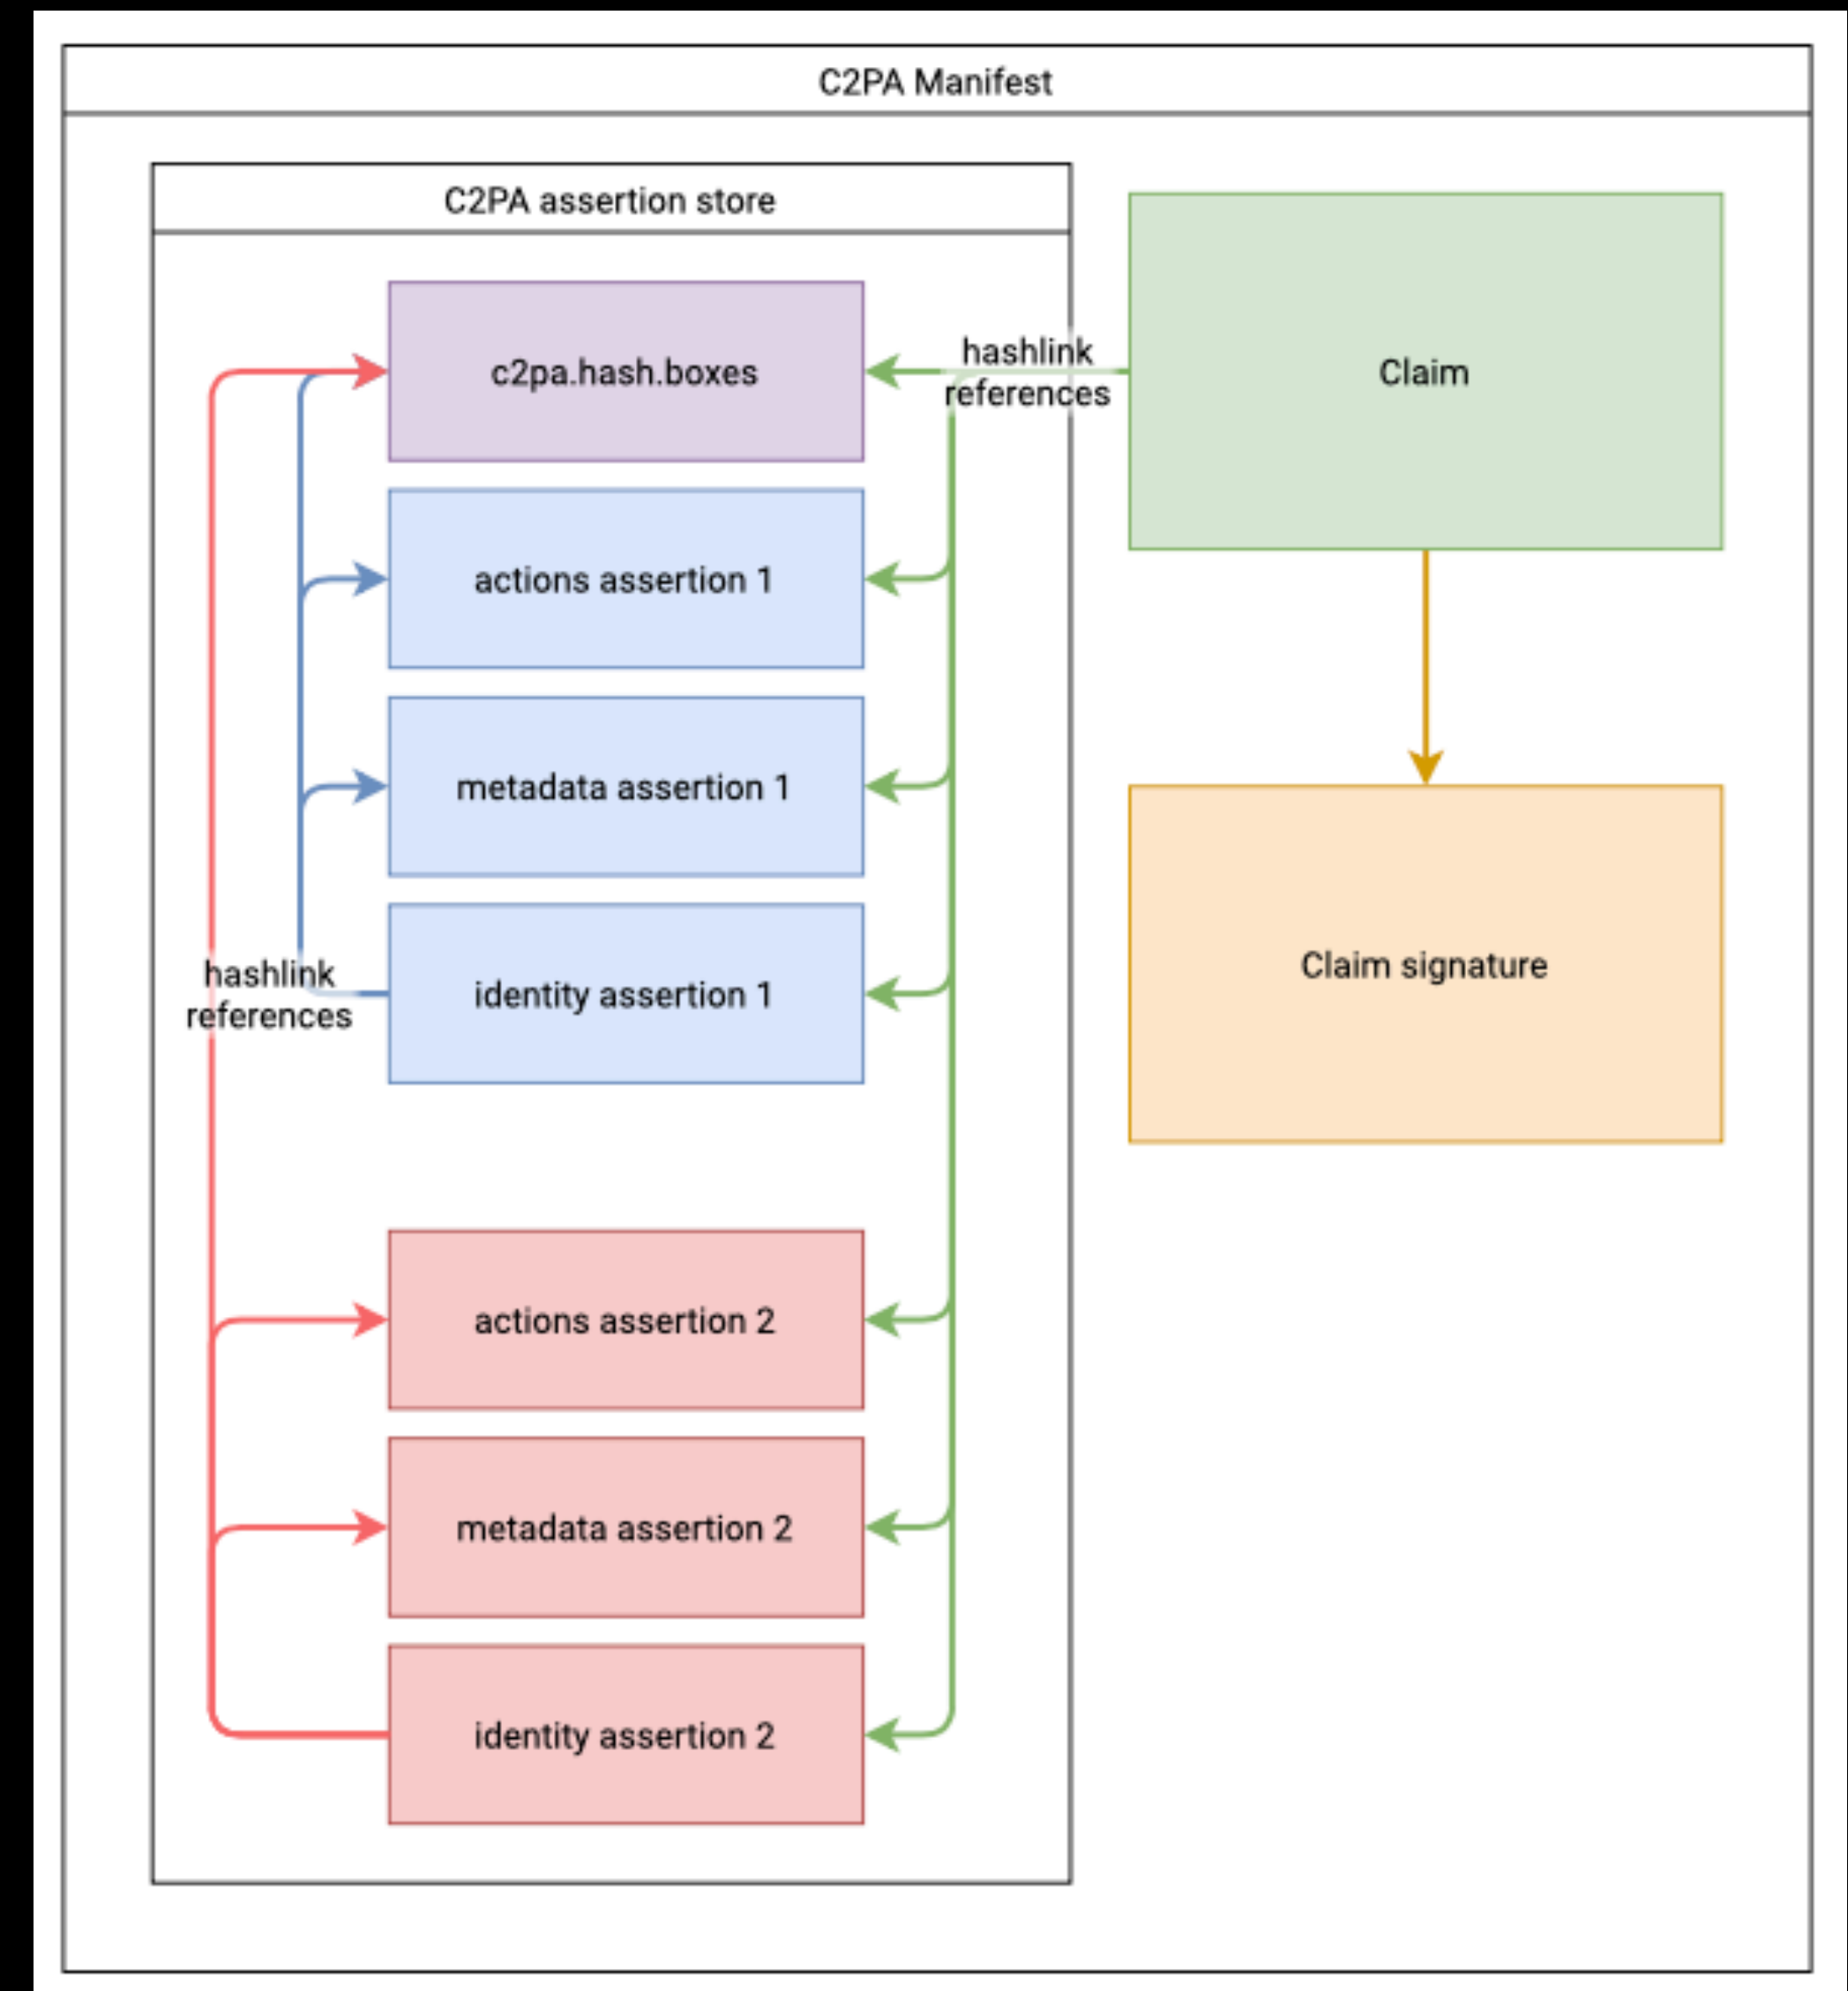 C2PA Manifest
C2PA assertion store
c2pa.hash.boxes
hashlink
references
Claim
actions assertion 1
metadata assertion 1
hashlink
references
identity assertion 1
Claim signature
actions assertion 2
metadata assertion 2
identity assertion 2